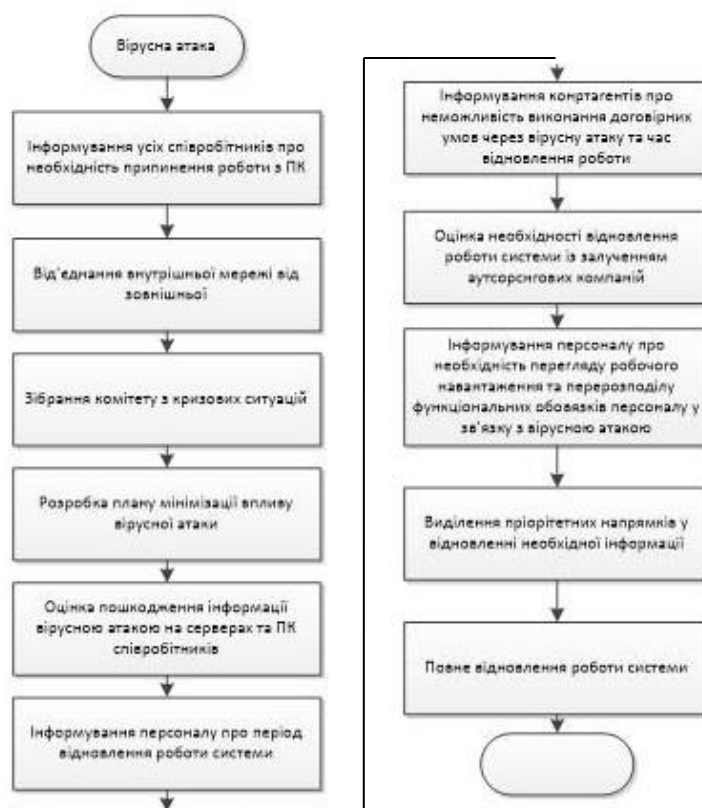 Вірусна атака
Інформування усіх співробітників про
необхідність припинення роботи з ПК
Від'єднання внутрішньої мережі від
зовнішньої
Зібрання комітету з кризових ситуацій
Розробка плану мінімізації впливу
вірусної атаки
Оцінка пошкодження інформації
вірусною атакою на серверах та ПК
співробітників
Інформування персоналу про період
відновлення роботи системи
Інформування конртагентів про
неможливість виконання договірних
умов через вірусну атаку та час
відновлення роботи
Оцінка необхідності відновлення
роботи системи із залученням
аутсорснгових компаній
Інформування персоналу про
необхідність перегляду робочого
навантаження та перерозподілу
функціональних обовязків персоналу у
зв'язку з вірусною атакою
Виділення пріорітетних напрямків у
відновленні необхідної інформації
Повне відновлення роботи системи